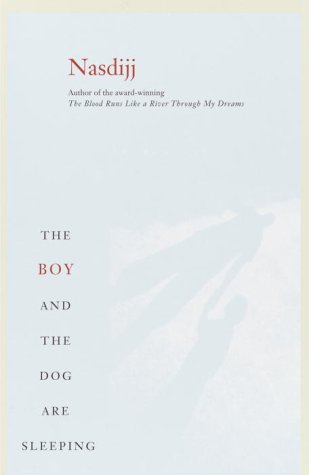 Nasdijj
Author of the award-winning
The Blood Runs Like a River Through My Dreams
THE
BOY
AND
THE
DOG
ARE
SLEEPING